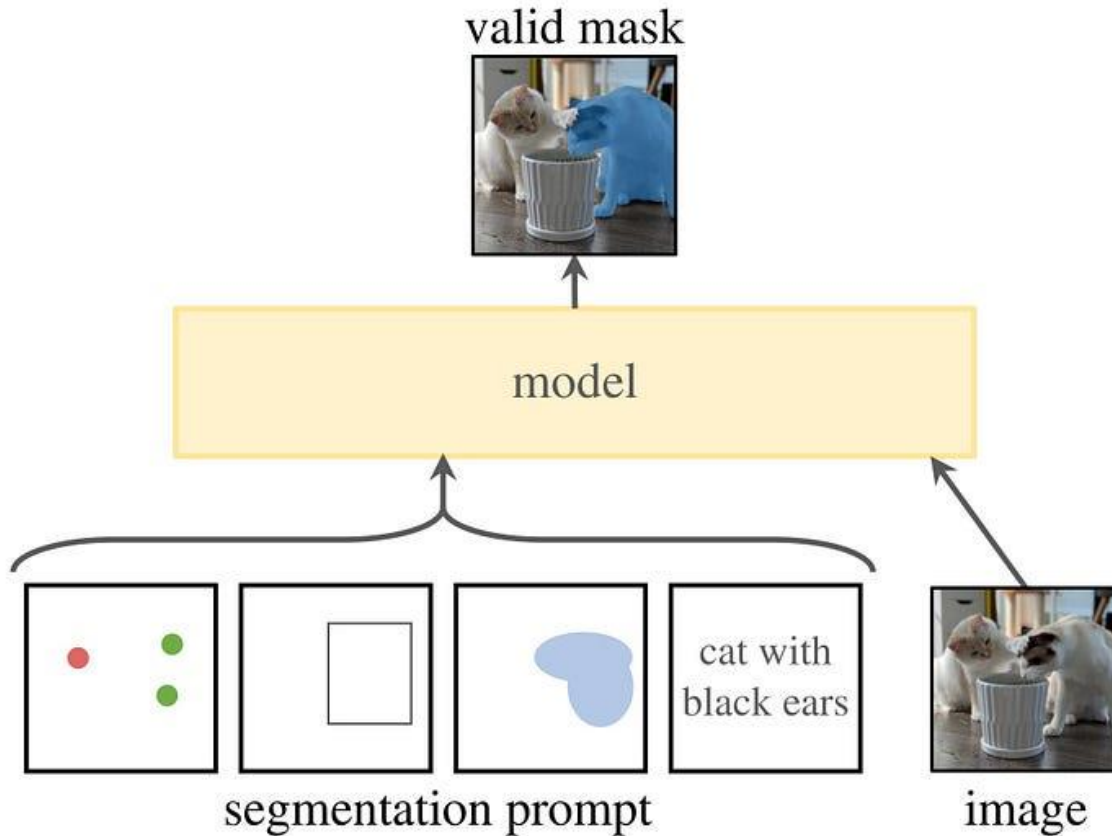 valid mask
model
cat with
black ears
segmentation prompt
image